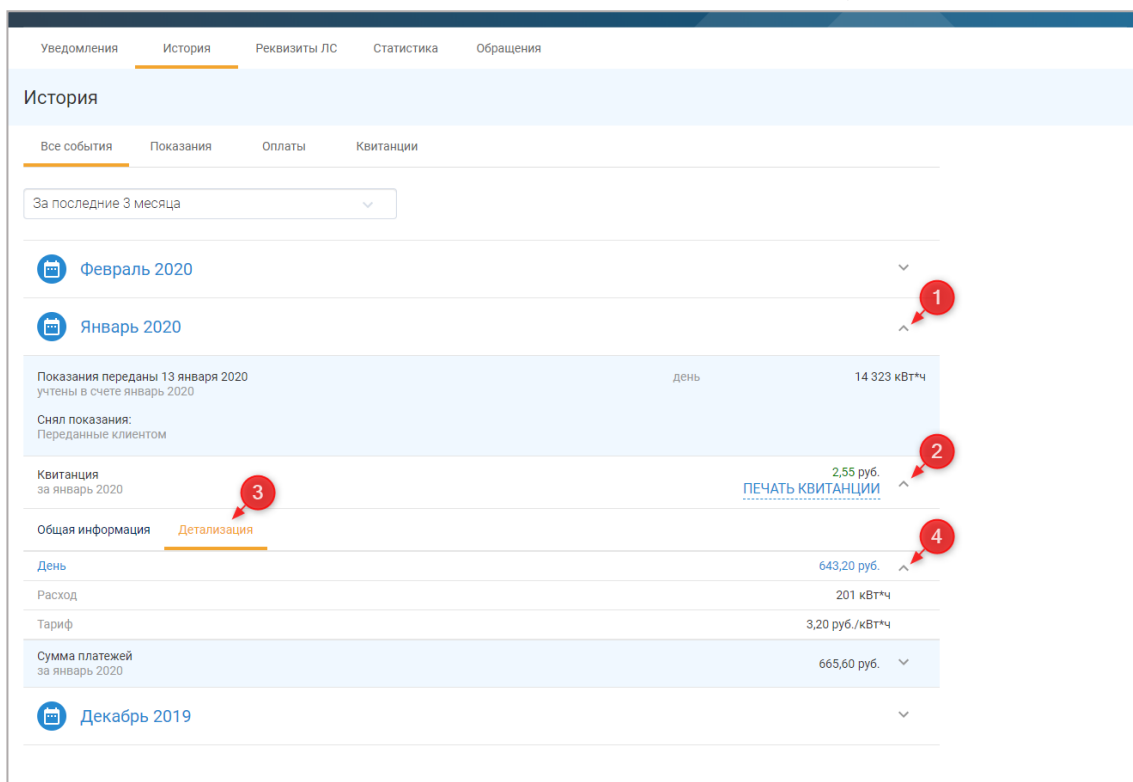 Уведомления История Реквизиты ЛС Статистика Обращения
История
Все события Показания Оплаты Квитанции
За последние 3 месяца
Февраль 2020
1
Январь 2020
Показания переданы 13 января 2020 день 14 323 кВт*ч
учтены в счете январь 2020
Снял показания:
Переданные клиентом
2
Квитанция 2,55 руб.
за январь 2020 ПЕЧАТЬ КВИТАНЦИИ
3
Общая информация Детализация
4
День 643,20 руб.
Расход 201 кВт*ч
Тариф 3,20 руб./кВт*ч
Сумма платежей 665,60 руб.
за январь 2020
Декабрь 2019